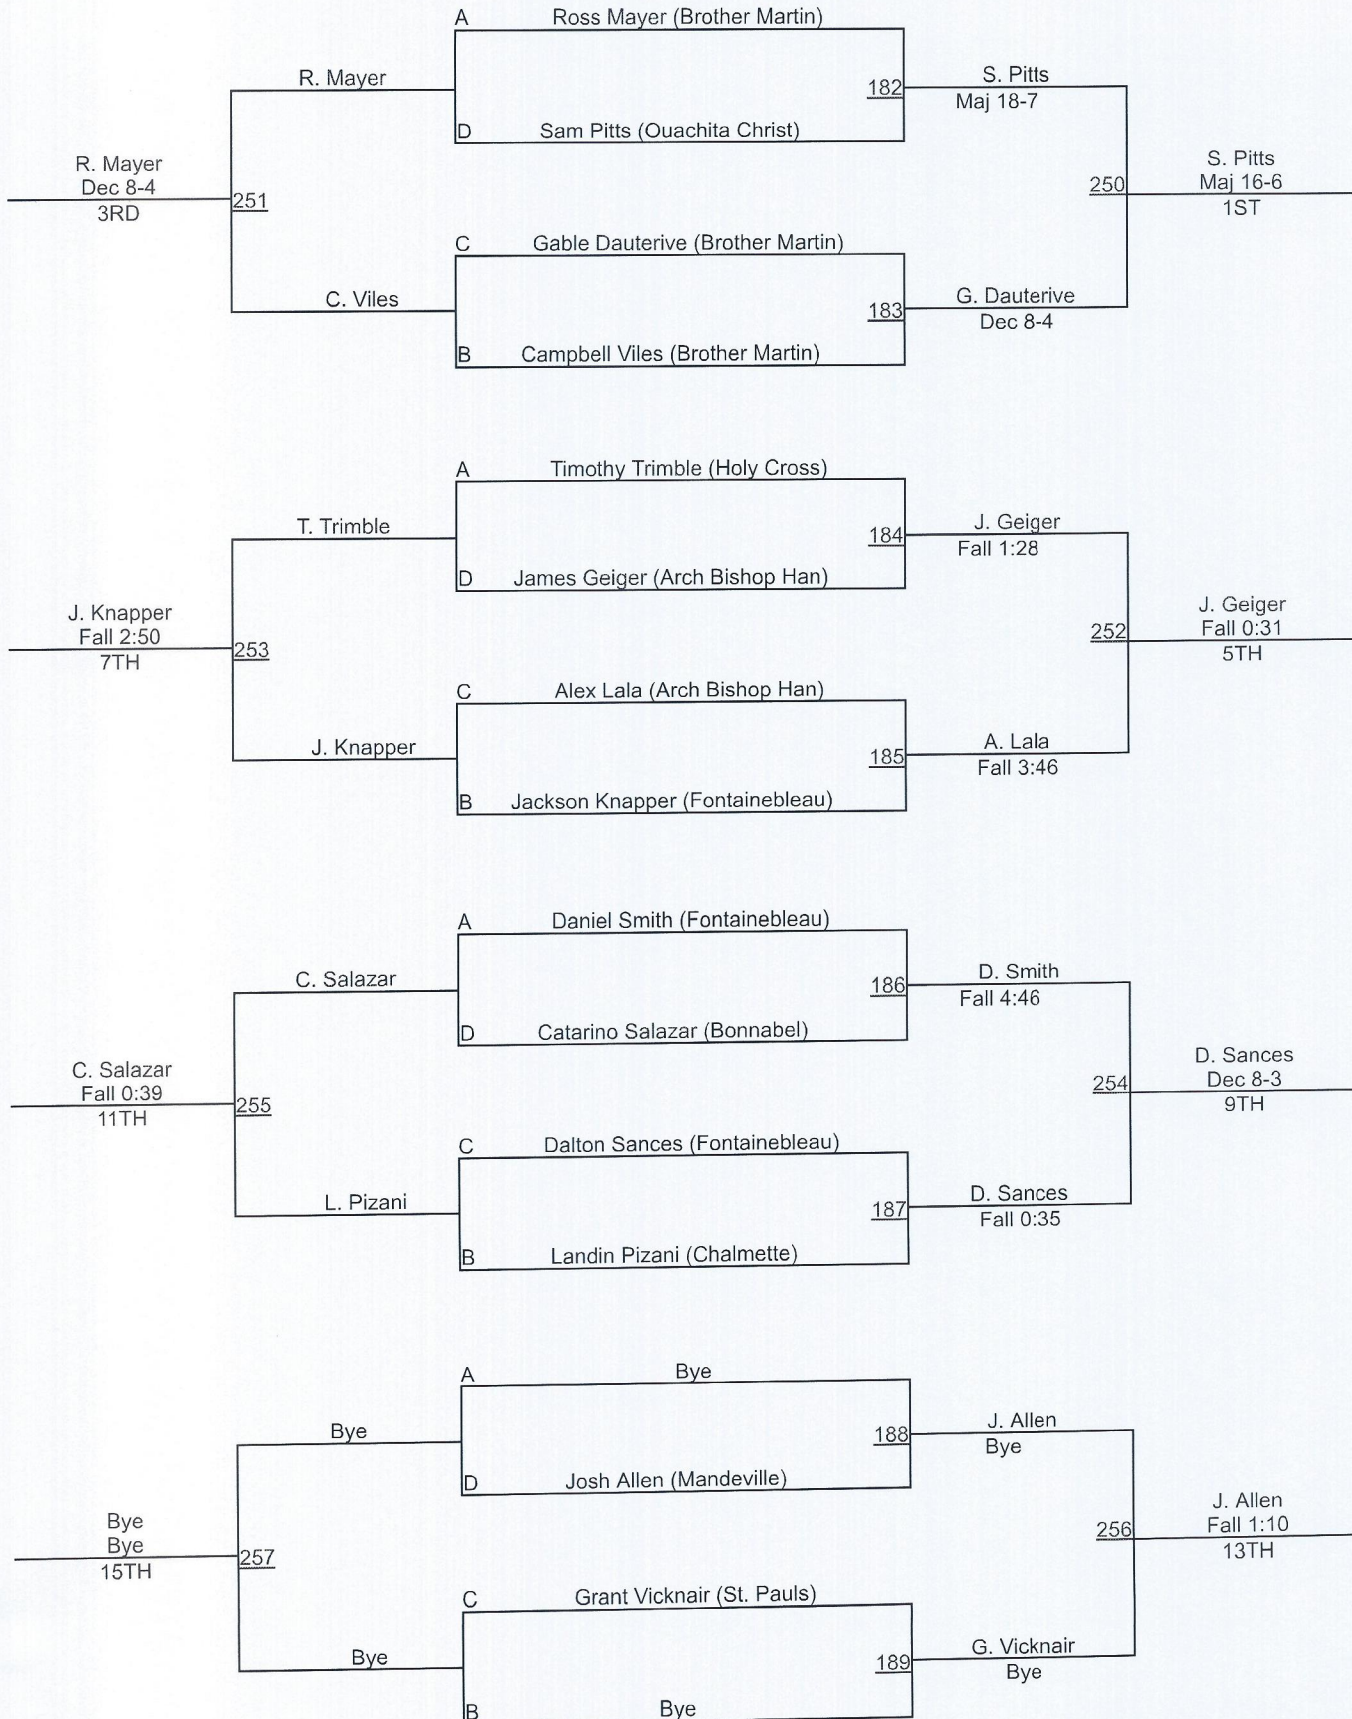 A Ross Mayer (Brother Martin)
R. Mayer
182
S. Pitts
Maj 18-7
D Sam Pitts (Ouachita Christ)
R. Mayer
Dec 8-4
3RD
251
250
S. Pitts
Maj 16-6
1ST
C Gable Dauterive (Brother Martin)
C. Viles
183
G. Dauterive
Dec 8-4
B Campbell Viles (Brother Martin)
A Timothy Trimble (Holy Cross)
T. Trimble
184
J. Geiger
Fall 1:28
D James Geiger (Arch Bishop Han)
J. Knapper
Fall 2:50
7TH
253
252
J. Geiger
Fall 0:31
5TH
C Alex Lala (Arch Bishop Han)
J. Knapper
185
A. Lala
Fall 3:46
B Jackson Knapper (Fontainebleau)
A Daniel Smith (Fontainebleau)
C. Salazar
186
D. Smith
Fall 4:46
D Catarino Salazar (Bonnabel)
C. Salazar
Fall 0:39
11TH
255
254
D. Sances
Dec 8-3
9TH
C Dalton Sances (Fontainebleau)
L. Pizani
187
D. Sances
Fall 0:35
B Landin Pizani (Chalmette)
A Bye
Bye
188
J. Allen
Bye
D Josh Allen (Mandeville)
Bye
Bye
15TH
257
256
J. Allen
Fall 1:10
13TH
C Grant Vicknair (St. Pauls)
Bye
189
G. Vicknair
Bye
B Bye